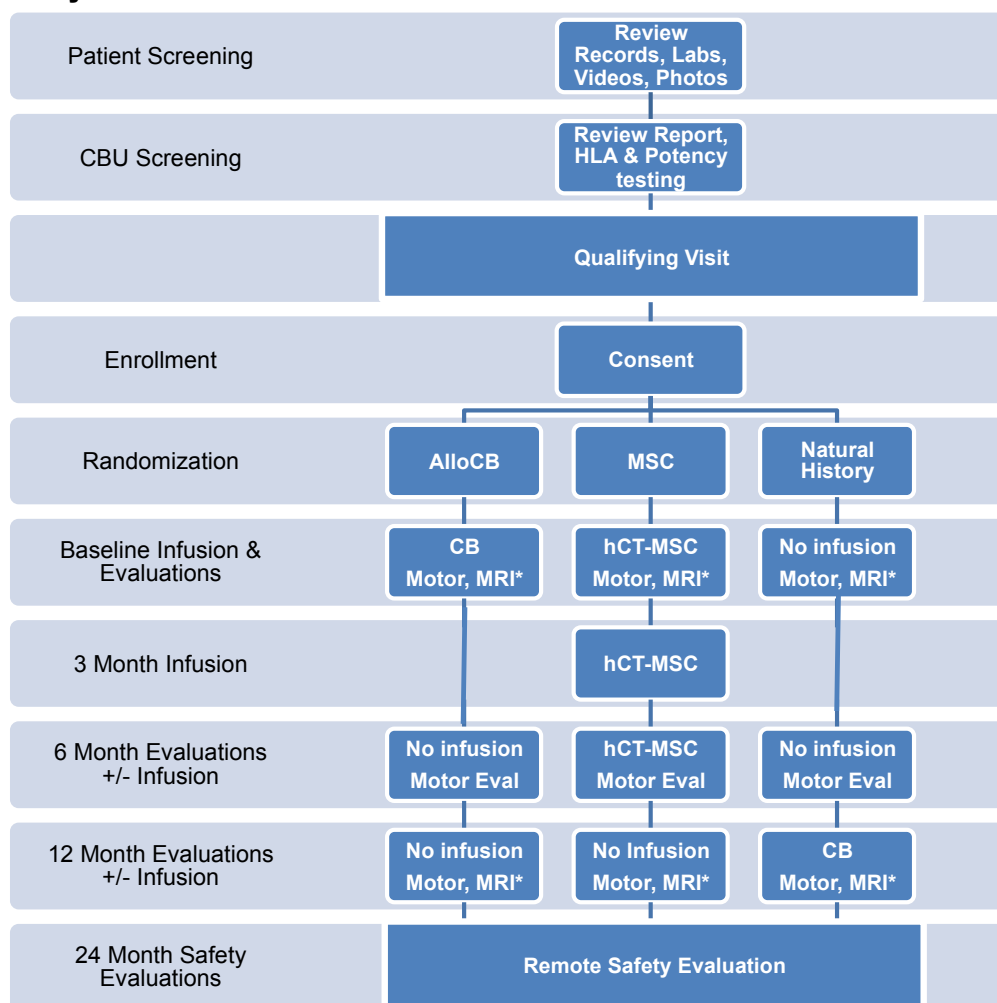 Patient Screening
Review
Records, Labs,
Videos, Photos
CBU Screening
Review Report,
HLA & Potency
testing
Qualifying Visit
Enrollment
Consent
Randomization
AlloCB
MSC
Natural
History
Baseline Infusion &
Evaluations
CB
Motor, MRI*
hCT-MSC
Motor, MRI*
No infusion
Motor, MRI*
3 Month Infusion
hCT-MSC
6 Month Evaluations
+/- Infusion
No infusion
Motor Eval
hCT-MSC
Motor Eval
No infusion
Motor Eval
12 Month Evaluations
+/- Infusion
No infusion
Motor, MRI*
No Infusion
Motor, MRI*
CB
Motor, MRI*
24 Month Safety
Evaluations
Remote Safety Evaluation